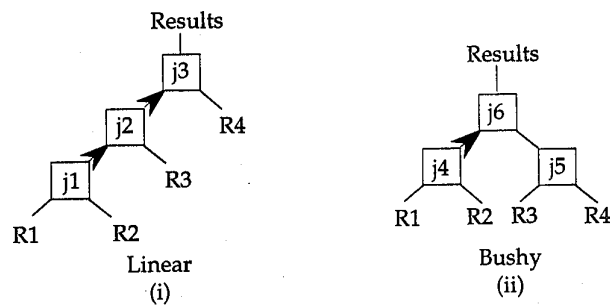 Results
j3
j2
R4
j1
R3
R1
R2
Linear
(i)
Results
j6
j4
j5
R1
R2
R3
R4
Bushy
(ii)